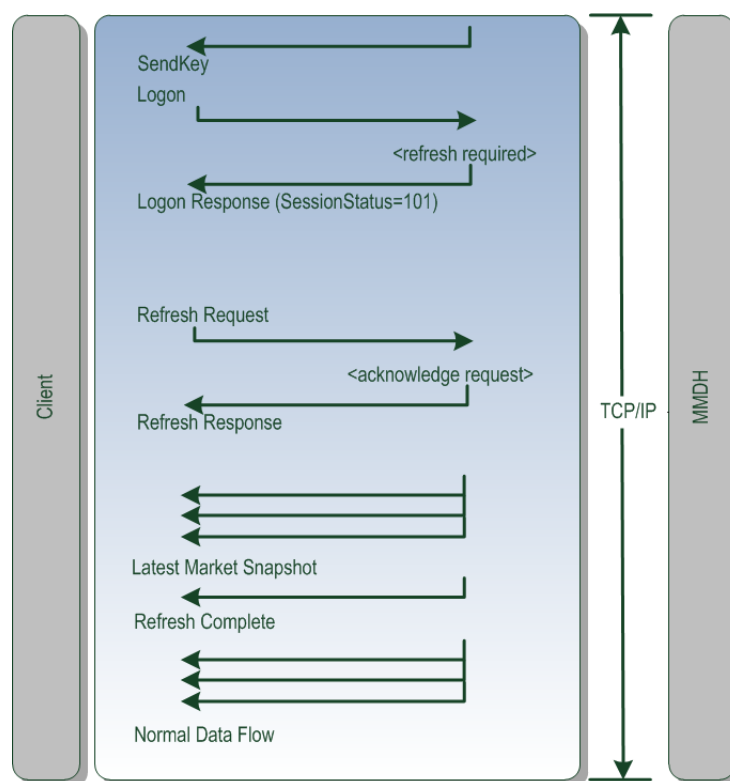 SendKey
Logon
<refresh required>
Logon Response (SessionStatus=101)
Refresh Request
<acknowledge request>
Refresh Response
Latest Market Snapshot
Refresh Complete
Normal Data Flow
Client
TCP/IP
MMDH